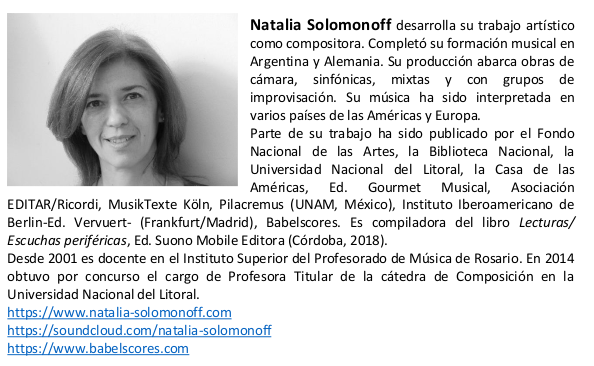 Natalia Solomonoff desarrolla su trabajo artístico
como compositora. Completó su formación musical en
Argentina y Alemania. Su producción abarca obras de
cámara, sinfónicas, mixtas y con grupos de
improvisación. Su música ha sido interpretada en
varios países de las Américas y Europa.
Parte de su trabajo ha sido publicado por el Fondo
Nacional de las Artes, la Biblioteca Nacional, la
Universidad Nacional del Litoral, la Casa de las
Américas, Ed. Gourmet Musical, Asociación
EDITAR/Ricordi, MusikTexte Köln, Pilacremus (UNAM, México), Instituto Iberoamericano de
Berlin-Ed. Vervuert- (Frankfurt/Madrid), Babelscores. Es compiladora del libro Lecturas/
Escuchas periféricas, Ed. Suono Mobile Editora (Córdoba, 2018).
Desde 2001 es docente en el Instituto Superior del Profesorado de Música de Rosario. En 2014
obtuvo por concurso el cargo de Profesora Titular de la cátedra de Composición en la
Universidad Nacional del Litoral.
https://www.natalia-solomonoff.com
https://soundcloud.com/natalia-solomonoff
https://www.babelscores.com